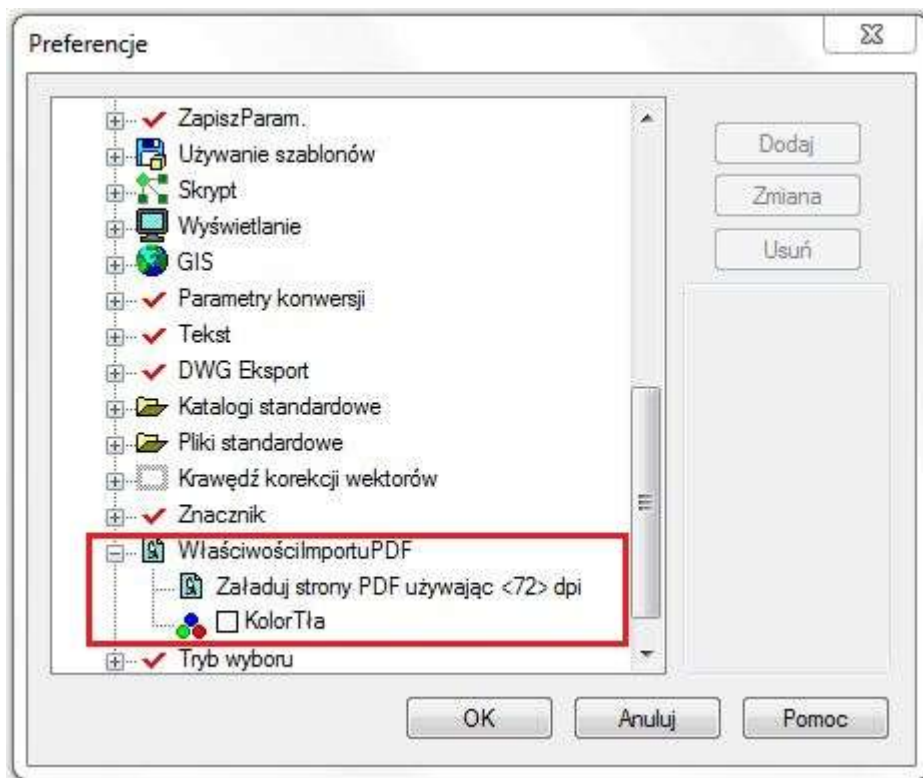 Preferencje
ZapiszParam.
Używanie szablonów
Skrypt
Wyświetlanie
GIS
Parametry konwersji
Tekst
DWG Eksport
Katalogi standardowe
Pliki standardowe
Krawędź korekcji wektorów
Znacznik
WłaściwościImportuPDF
Załaduj strony PDF używając <72> dpi
KolorTła
Tryb wyboru
Dodaj
Zmiana
Usuń
OK
Anuluj
Pomoc